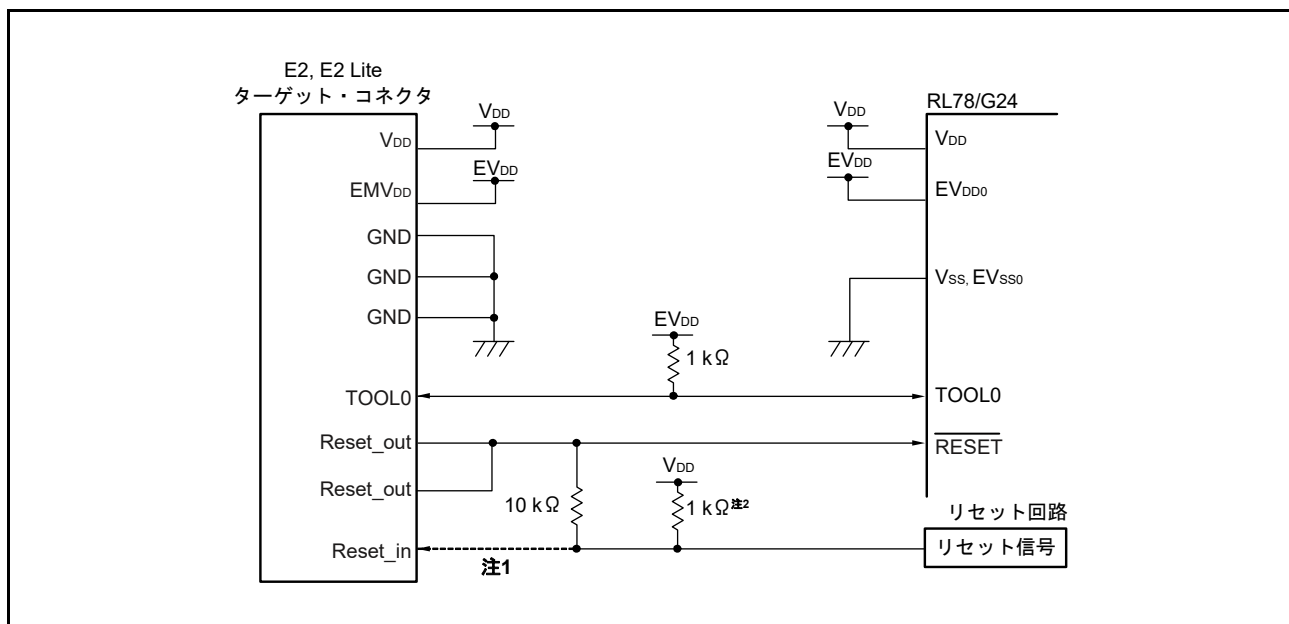 E2, E2 Lite
ターゲット・コネクタ
VDD
VDD
EVDD
EMVDD
GND
GND
GND
TOOL0
Reset_out
Reset_out
Reset_in
注1
EVDD
1 kΩ
10 kΩ
VDD
1 kΩ注2
RL78/G24
VDD
VDD
EVDD
EVDD0
VSS, EVSS0
TOOL0
RESET
リセット回路
リセット信号